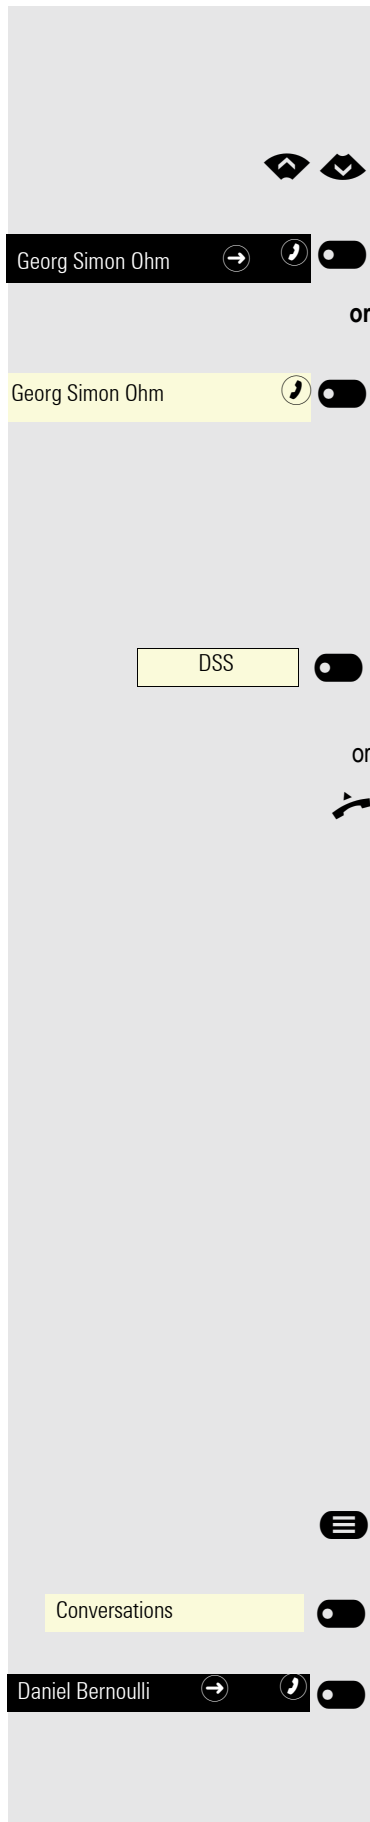 Georg Simon Ohm
or
Georg Simon Ohm
DSS
or
Conversations
Daniel Bernoulli